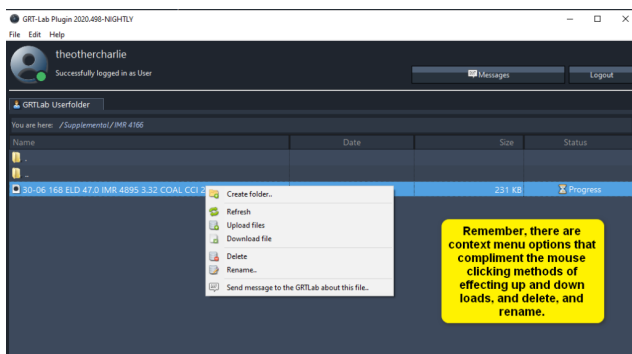 GRT-Lab Plugin 2020.498-NIGHTLY
File Edit Help
theothercharlie
Successfully logged in as User
Messages
Logout
GRTLab Userfolder
You are here: /Supplemental/IMR 4166
Name Date Size Status
.
..
30-06 168 ELD 47.0 IMR 4895 3.32 COAL CCI 2
231 KB
Progress
Create folder..
Refresh
Upload files
Download file
Delete
Rename..
Send message to the GRTLab about this file..
Remember, there are
context menu options that
compliment the mouse
clicking methods of
effecting up and down
loads, and delete, and
rename.